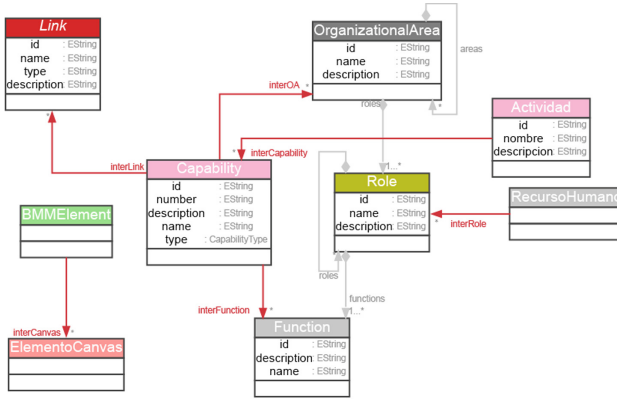 Link
id : EString
name : EString
type : EString
description : EString
*
OrganizationalArea
id : EString
name : EString
description : EString
areas
*
interOA *
roles
1...*
Actividad
id : EString
nombre : EString
descripcion : EString
* interCapability
interLink
Capability
id : EString
number : EString
description : EString
name : EString
type : CapabilityType
Role
id : EString
name : EString
description : EString
roles
RecursoHumano
*
interRole
BMMElement
interCanvas *
ElementoCanvas
interFunction *
functions
1...*
Function
id : EString
description : EString
name : EString